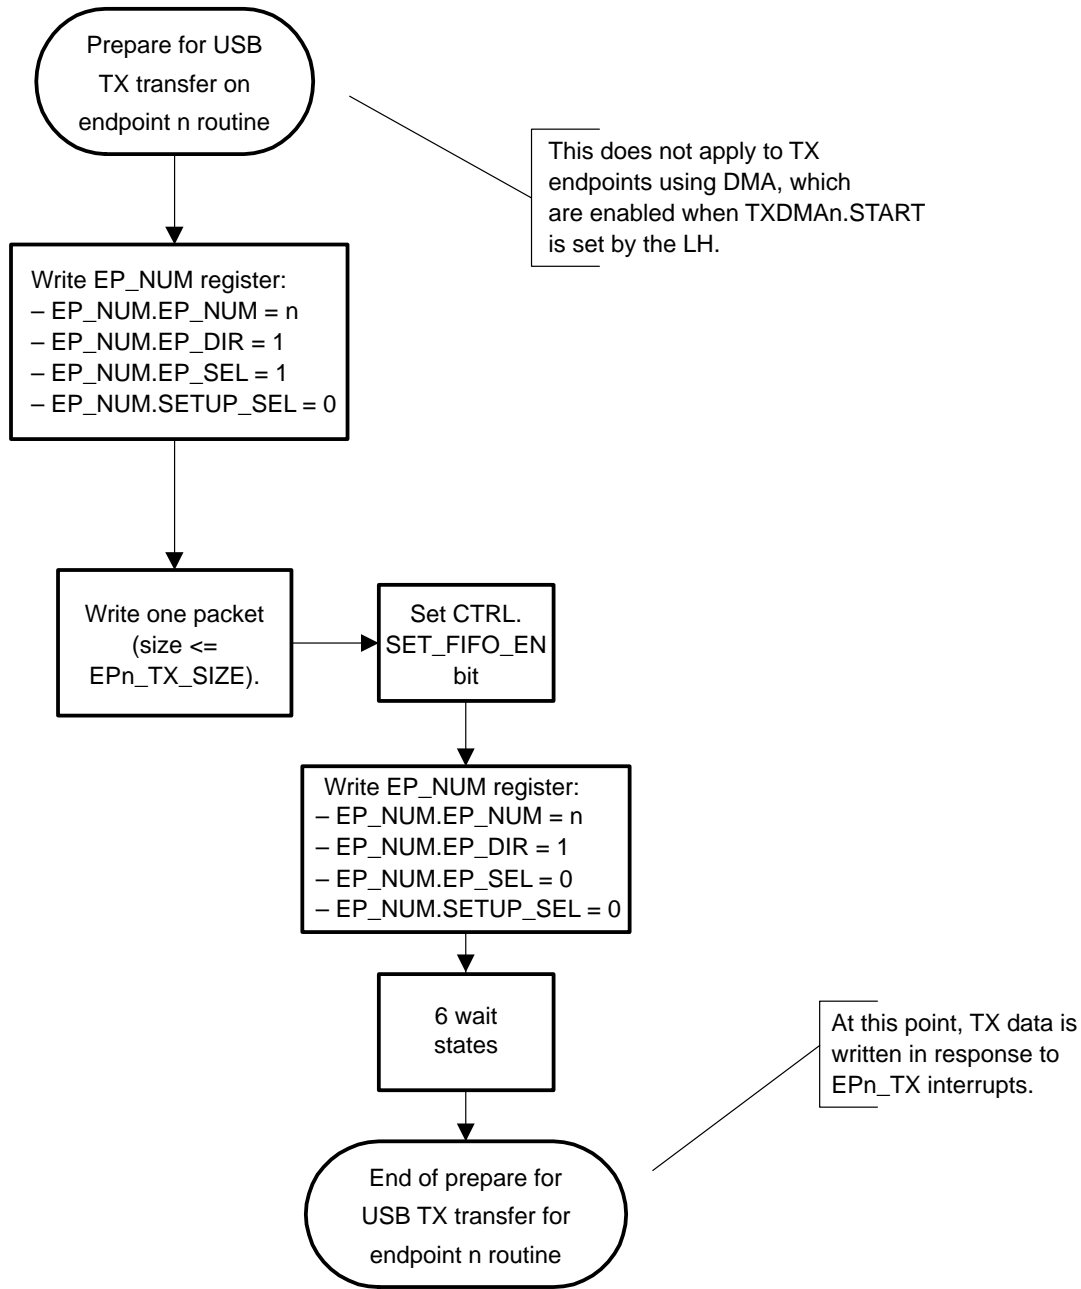 Prepare for USB
TX transfer on
endpoint n routine
This does not apply to TX
endpoints using DMA, which
are enabled when TXDMAn.START
is set by the LH.
Write EP_NUM register:
– EP_NUM.EP_NUM = n
– EP_NUM.EP_DIR = 1
– EP_NUM.EP_SEL = 1
– EP_NUM.SETUP_SEL = 0
Write one packet
(size <=
EPn_TX_SIZE).
Set CTRL.
SET_FIFO_EN
bit
Write EP_NUM register:
– EP_NUM.EP_NUM = n
– EP_NUM.EP_DIR = 1
– EP_NUM.EP_SEL = 0
– EP_NUM.SETUP_SEL = 0
6 wait
states
At this point, TX data is
written in response to
EPn_TX interrupts.
End of prepare for
USB TX transfer for
endpoint n routine